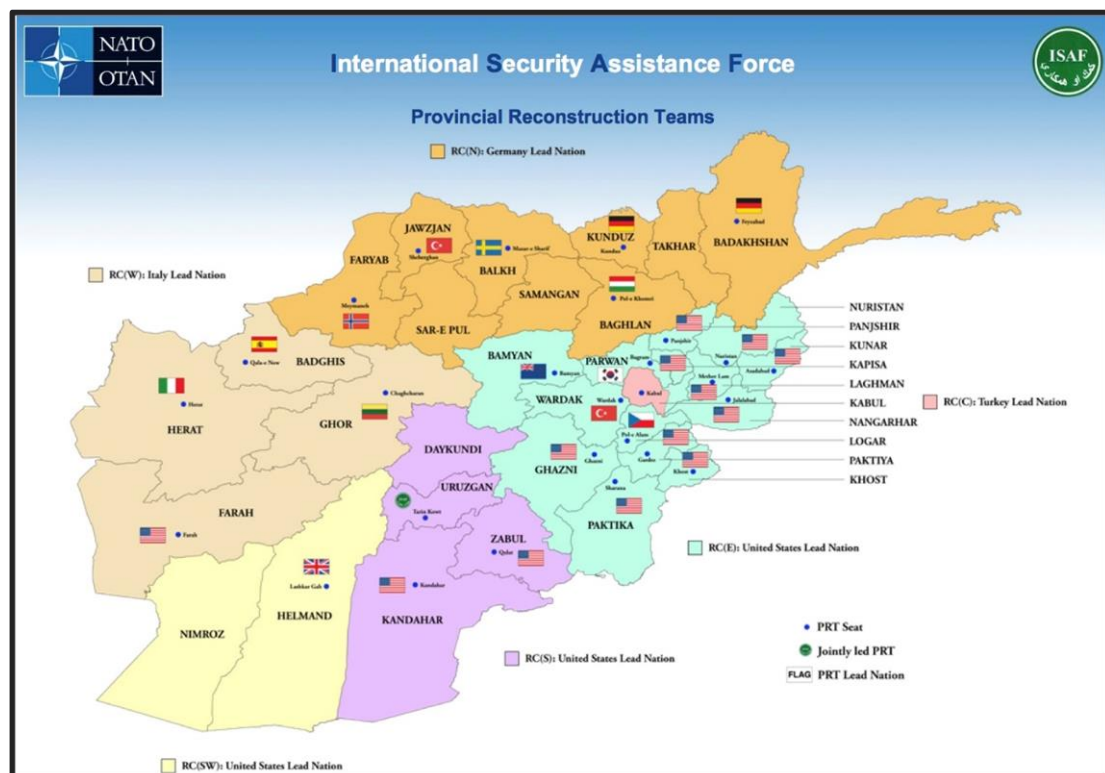 NATO
OTAN
International Security Assistance Force
ISAF
کمک او همکاری
Provincial Reconstruction Teams
RC(N): Germany Lead Nation
JAWZJAN
Sheberghan
FARYAB
Meymaneh
Mazar-e Sharif
BALKH
KUNDUZ
Kunduz
TAKHAR
Feyzabad
BADAKHSHAN
SAMANGAN
SAR-E PUL
Pol-e Khomri
BAGHLAN
RC(W): Italy Lead Nation
Qala-e Now
BADGHIS
Herat
HERAT
Chaghcharan
GHOR
Farah
FARAH
BAMYAN
Bamyan
PARWAN
Bagram
Panjshir
Nuristan
Asadabad
Mether Lam
Jalalabad
Kabul
WARDAK
Wardak
Pol-e Alam
GHAZNI
Ghazni
Gardez
Khost
Sharana
PAKTIKA
NURISTAN
PANJSHIR
KUNAR
KAPISA
LAGHMAN
KABUL
RC(C): Turkey Lead Nation
NANGARHAR
LOGAR
PAKTIYA
KHOST
DAYKUNDI
URUZGAN
Tarin Kowt
ZABUL
Qalat
Kandahar
KANDAHAR
RC(E): United States Lead Nation
Lashkar Gah
HELMAND
NIMROZ
RC(S): United States Lead Nation
PRT Seat
Jointly led PRT
FLAG PRT Lead Nation
RC(SW): United States Lead Nation